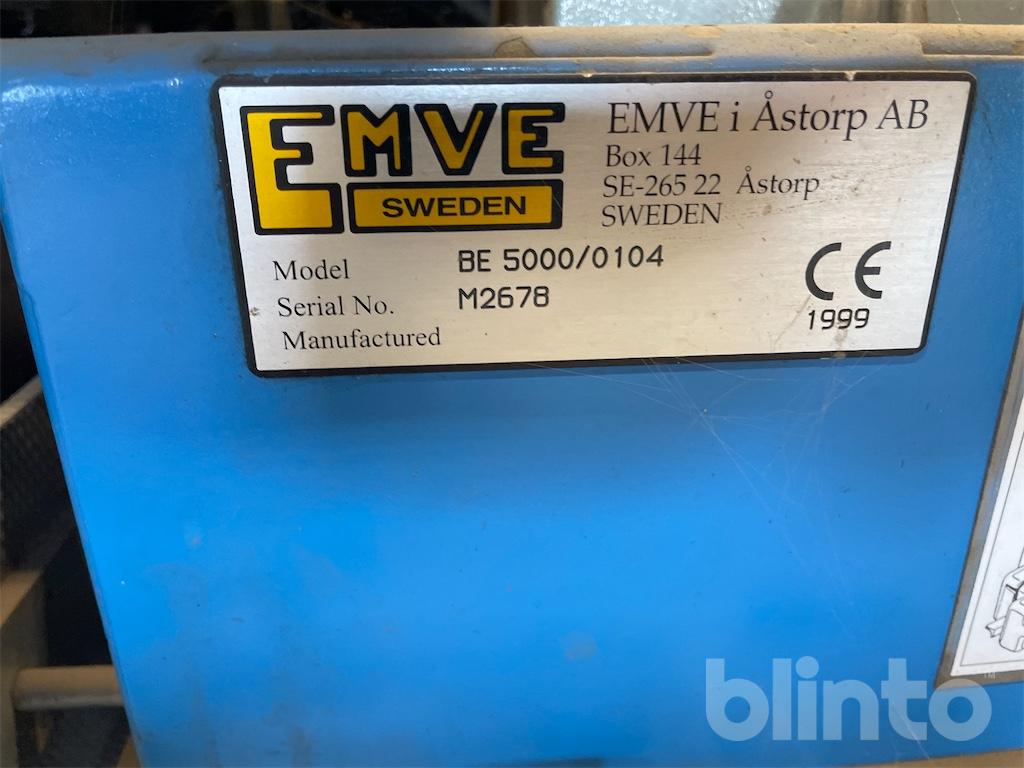 EMVE
SWEDEN
EMVE i Åstorp AB
Box 144
SE-265 22 Åstorp
SWEDEN
Model BE 5000/0104
Serial No. M2678
Manufactured
CE
1999
blinto™